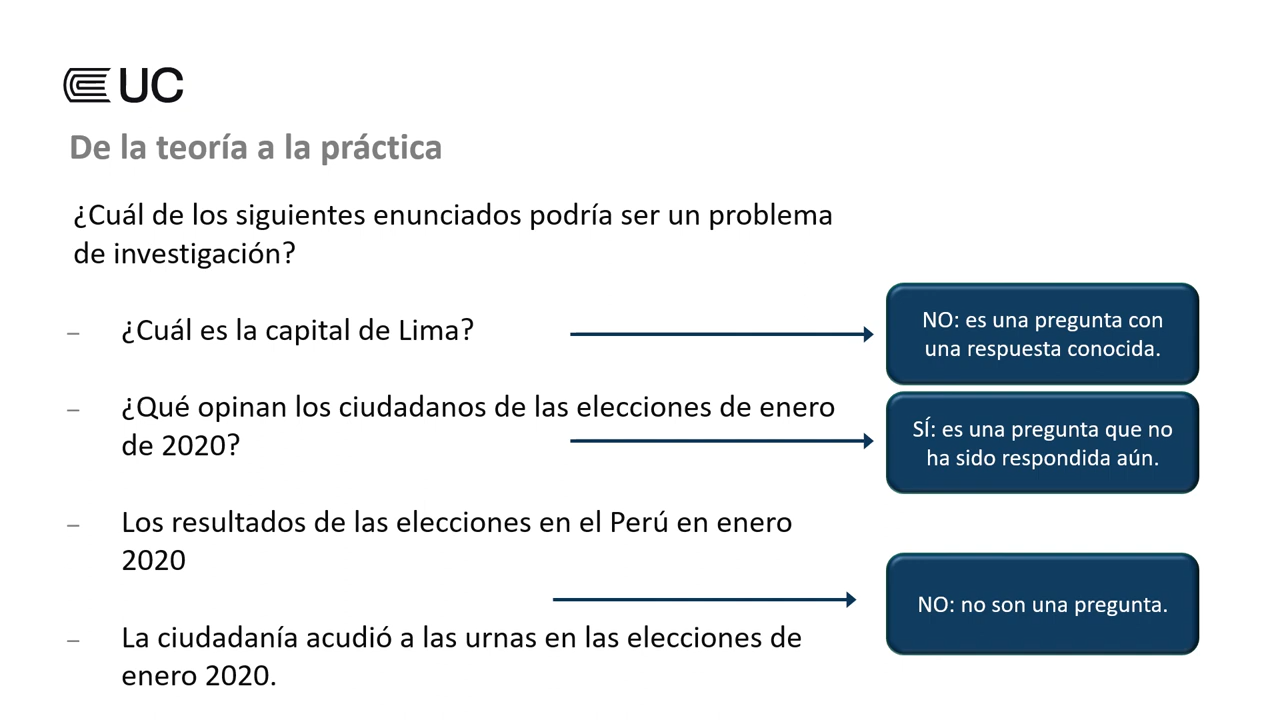 UC
De la teoría a la práctica
¿Cuál de los siguientes enunciados podría ser un problema
de investigación?
– ¿Cuál es la capital de Lima?
NO: es una pregunta con
una respuesta conocida.
– ¿Qué opinan los ciudadanos de las elecciones de enero
de 2020?
SÍ: es una pregunta que no
ha sido respondida aún.
– Los resultados de las elecciones en el Perú en enero
2020
NO: no son una pregunta.
– La ciudadanía acudió a las urnas en las elecciones de
enero 2020.